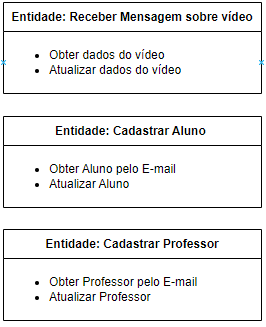 Entidade: Receber Mensagem sobre vídeo
Obter dados do vídeo
Atualizar dados do vídeo
Entidade: Cadastrar Aluno
Obter Aluno pelo E-mail
Atualizar Aluno
Entidade: Cadastrar Professor
Obter Professor pelo E-mail
Atualizar Professor